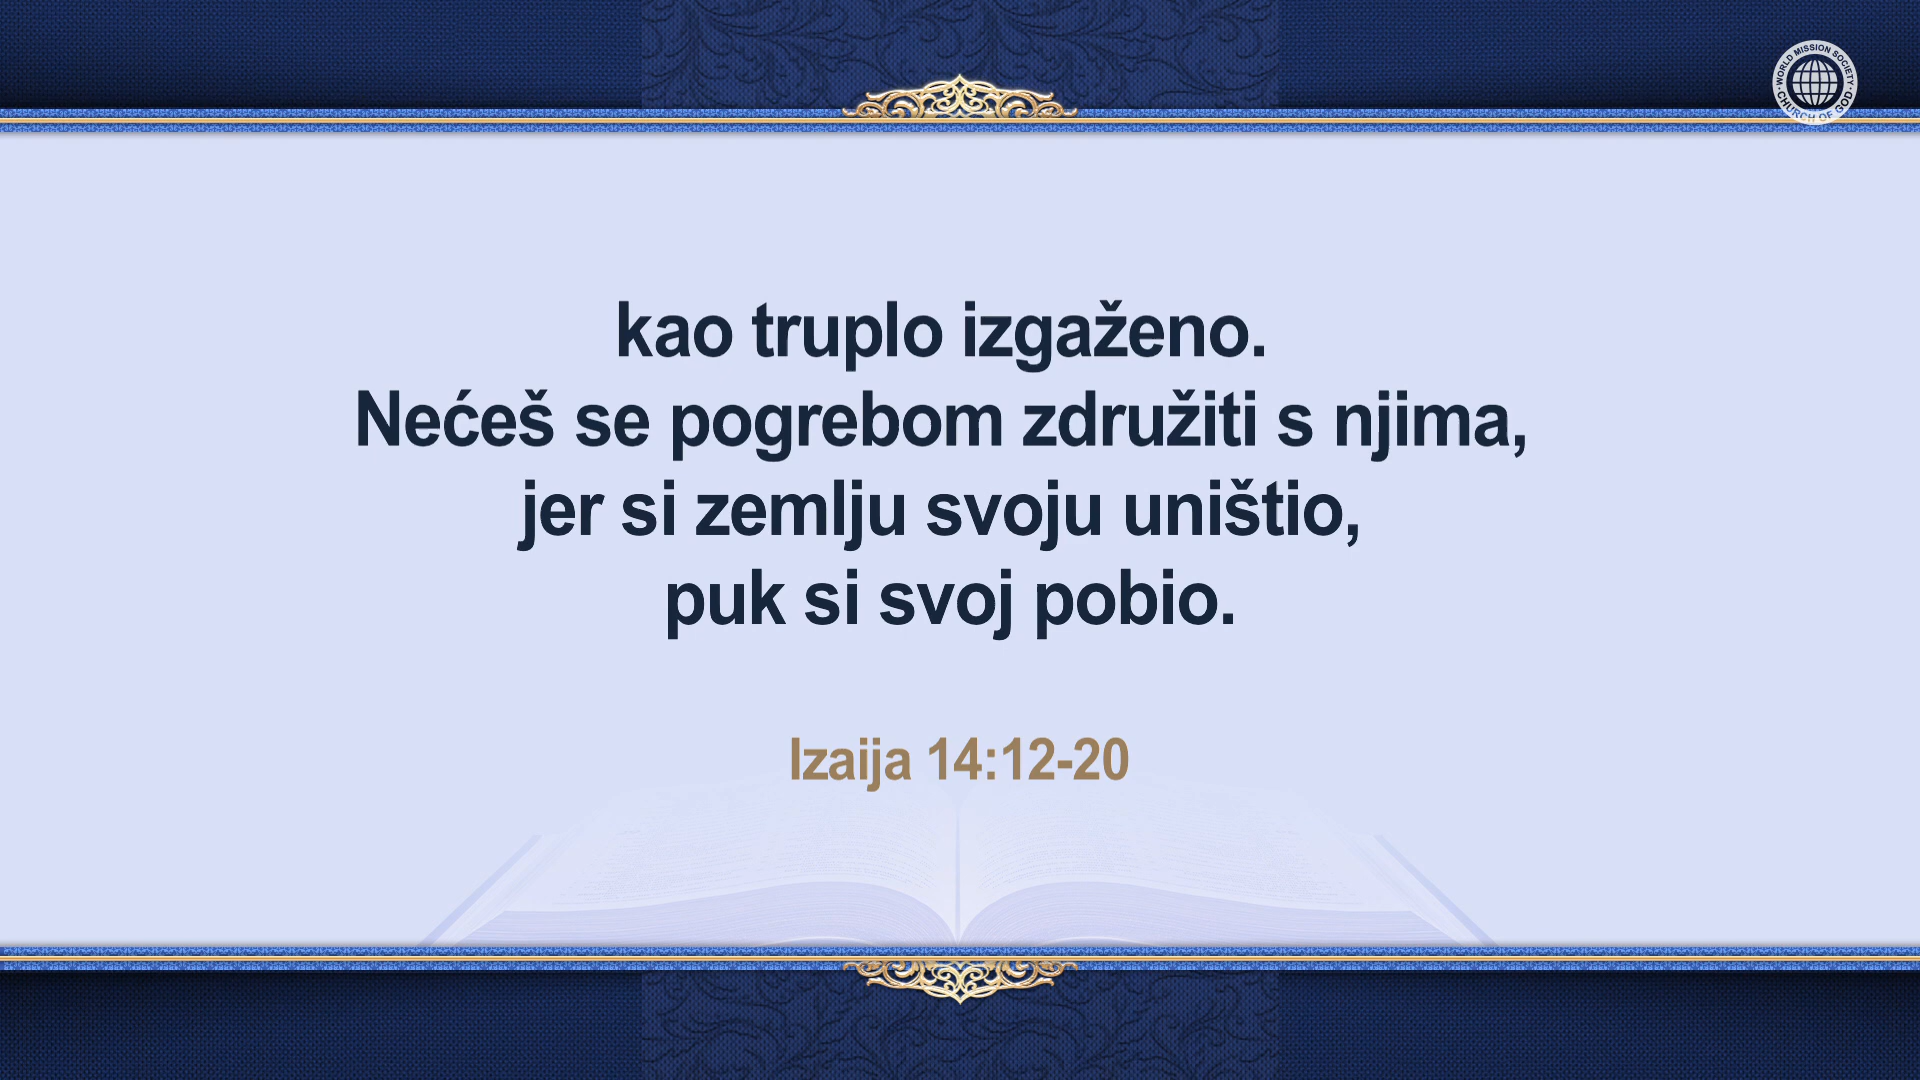 WORLD MISSION SOCIETY
CHURCH OF GOD
kao truplo izgaženo.
Nećeš se pogrebom združiti s njima,
jer si zemlju svoju uništio,
puk si svoj pobio.
Izaija 14:12-20